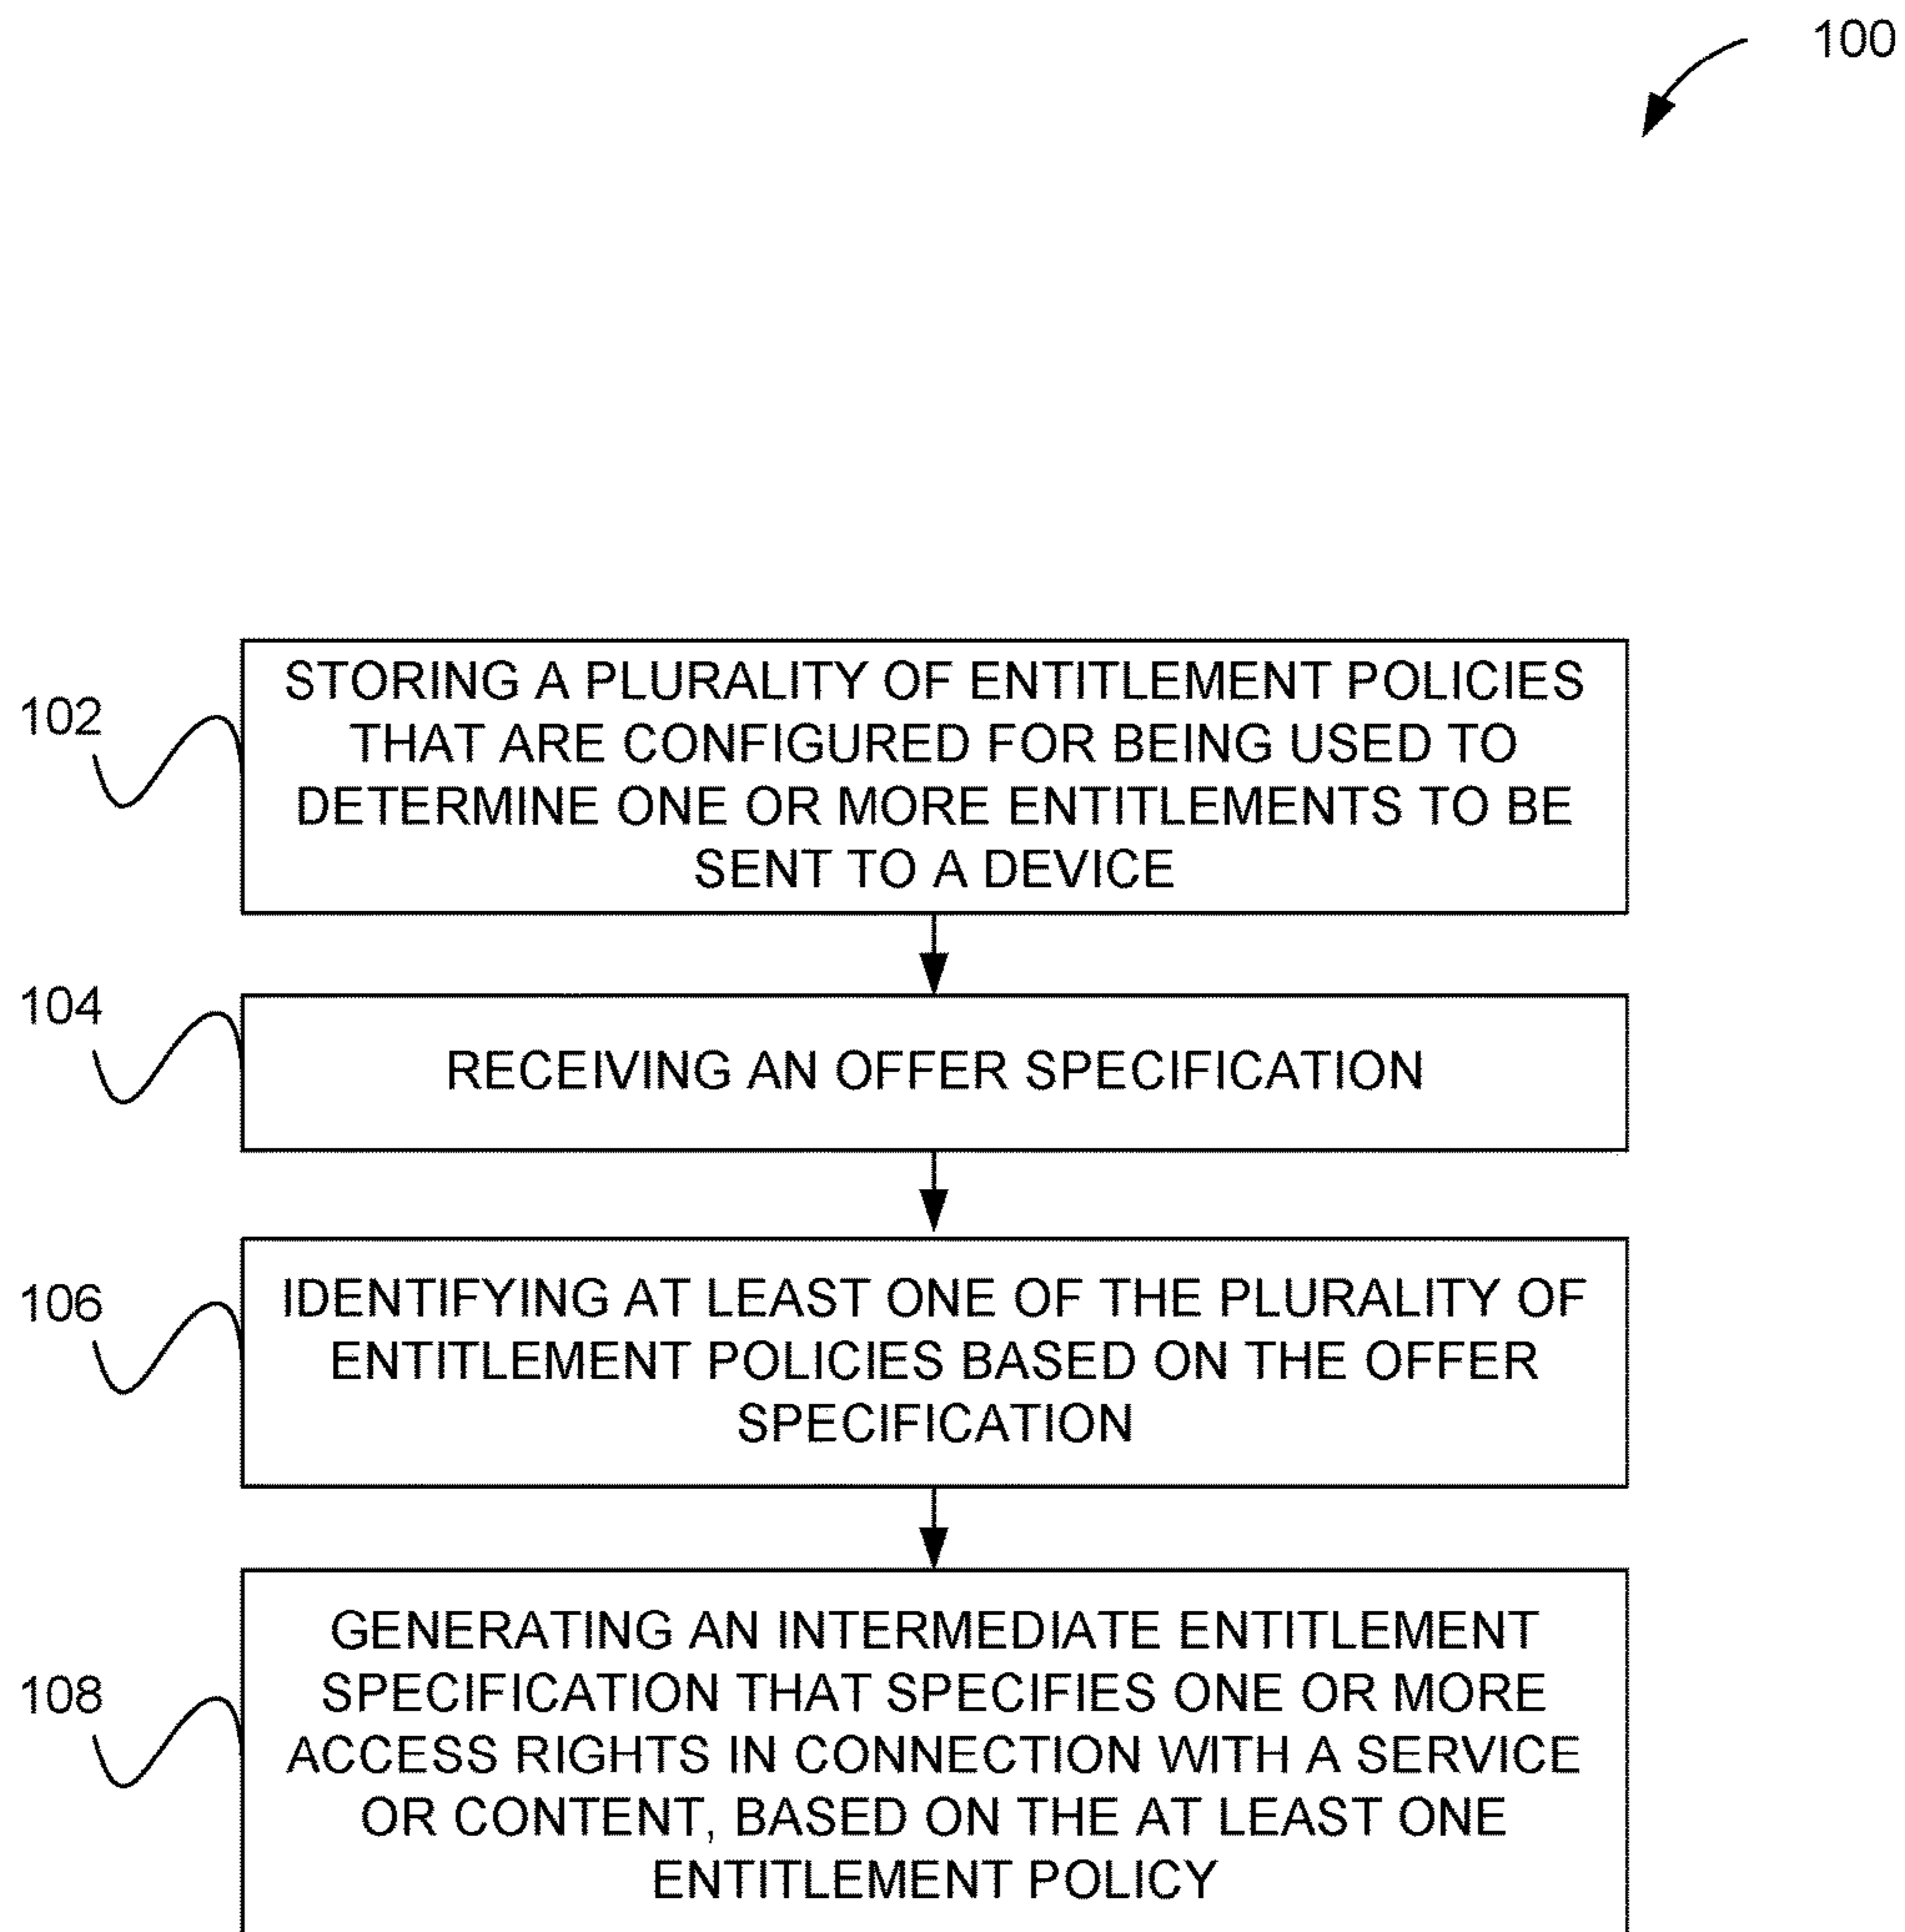 100
102
STORING A PLURALITY OF ENTITLEMENT POLICIES
THAT ARE CONFIGURED FOR BEING USED TO
DETERMINE ONE OR MORE ENTITLEMENTS TO BE
SENT TO A DEVICE
104
RECEIVING AN OFFER SPECIFICATION
106
IDENTIFYING AT LEAST ONE OF THE PLURALITY OF
ENTITLEMENT POLICIES BASED ON THE OFFER
SPECIFICATION
108
GENERATING AN INTERMEDIATE ENTITLEMENT
SPECIFICATION THAT SPECIFIES ONE OR MORE
ACCESS RIGHTS IN CONNECTION WITH A SERVICE
OR CONTENT, BASED ON THE AT LEAST ONE
ENTITLEMENT POLICY